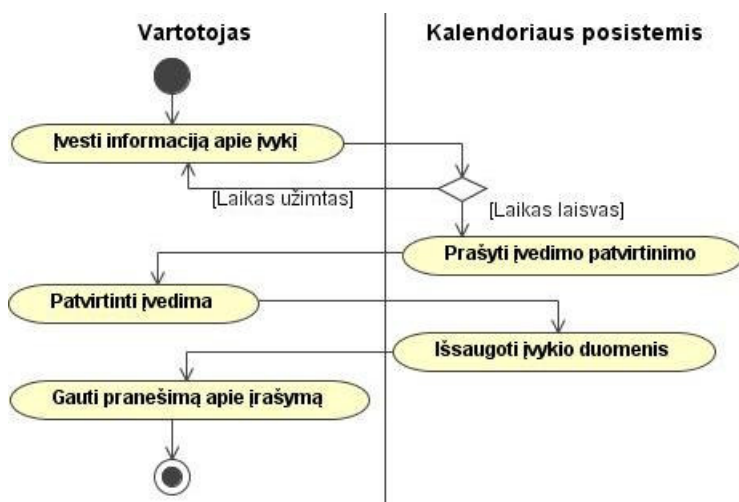 Vartotojas
Kalendoriaus posistemis
Įvesti informaciją apie įvykį
[Laikas užimtas]
[Laikas laisvas]
Prašyti įvedimo patvirtinimo
Patvirtinti įvedima
Išsaugoti įvykio duomenis
Gauti pranešimą apie įrašymą